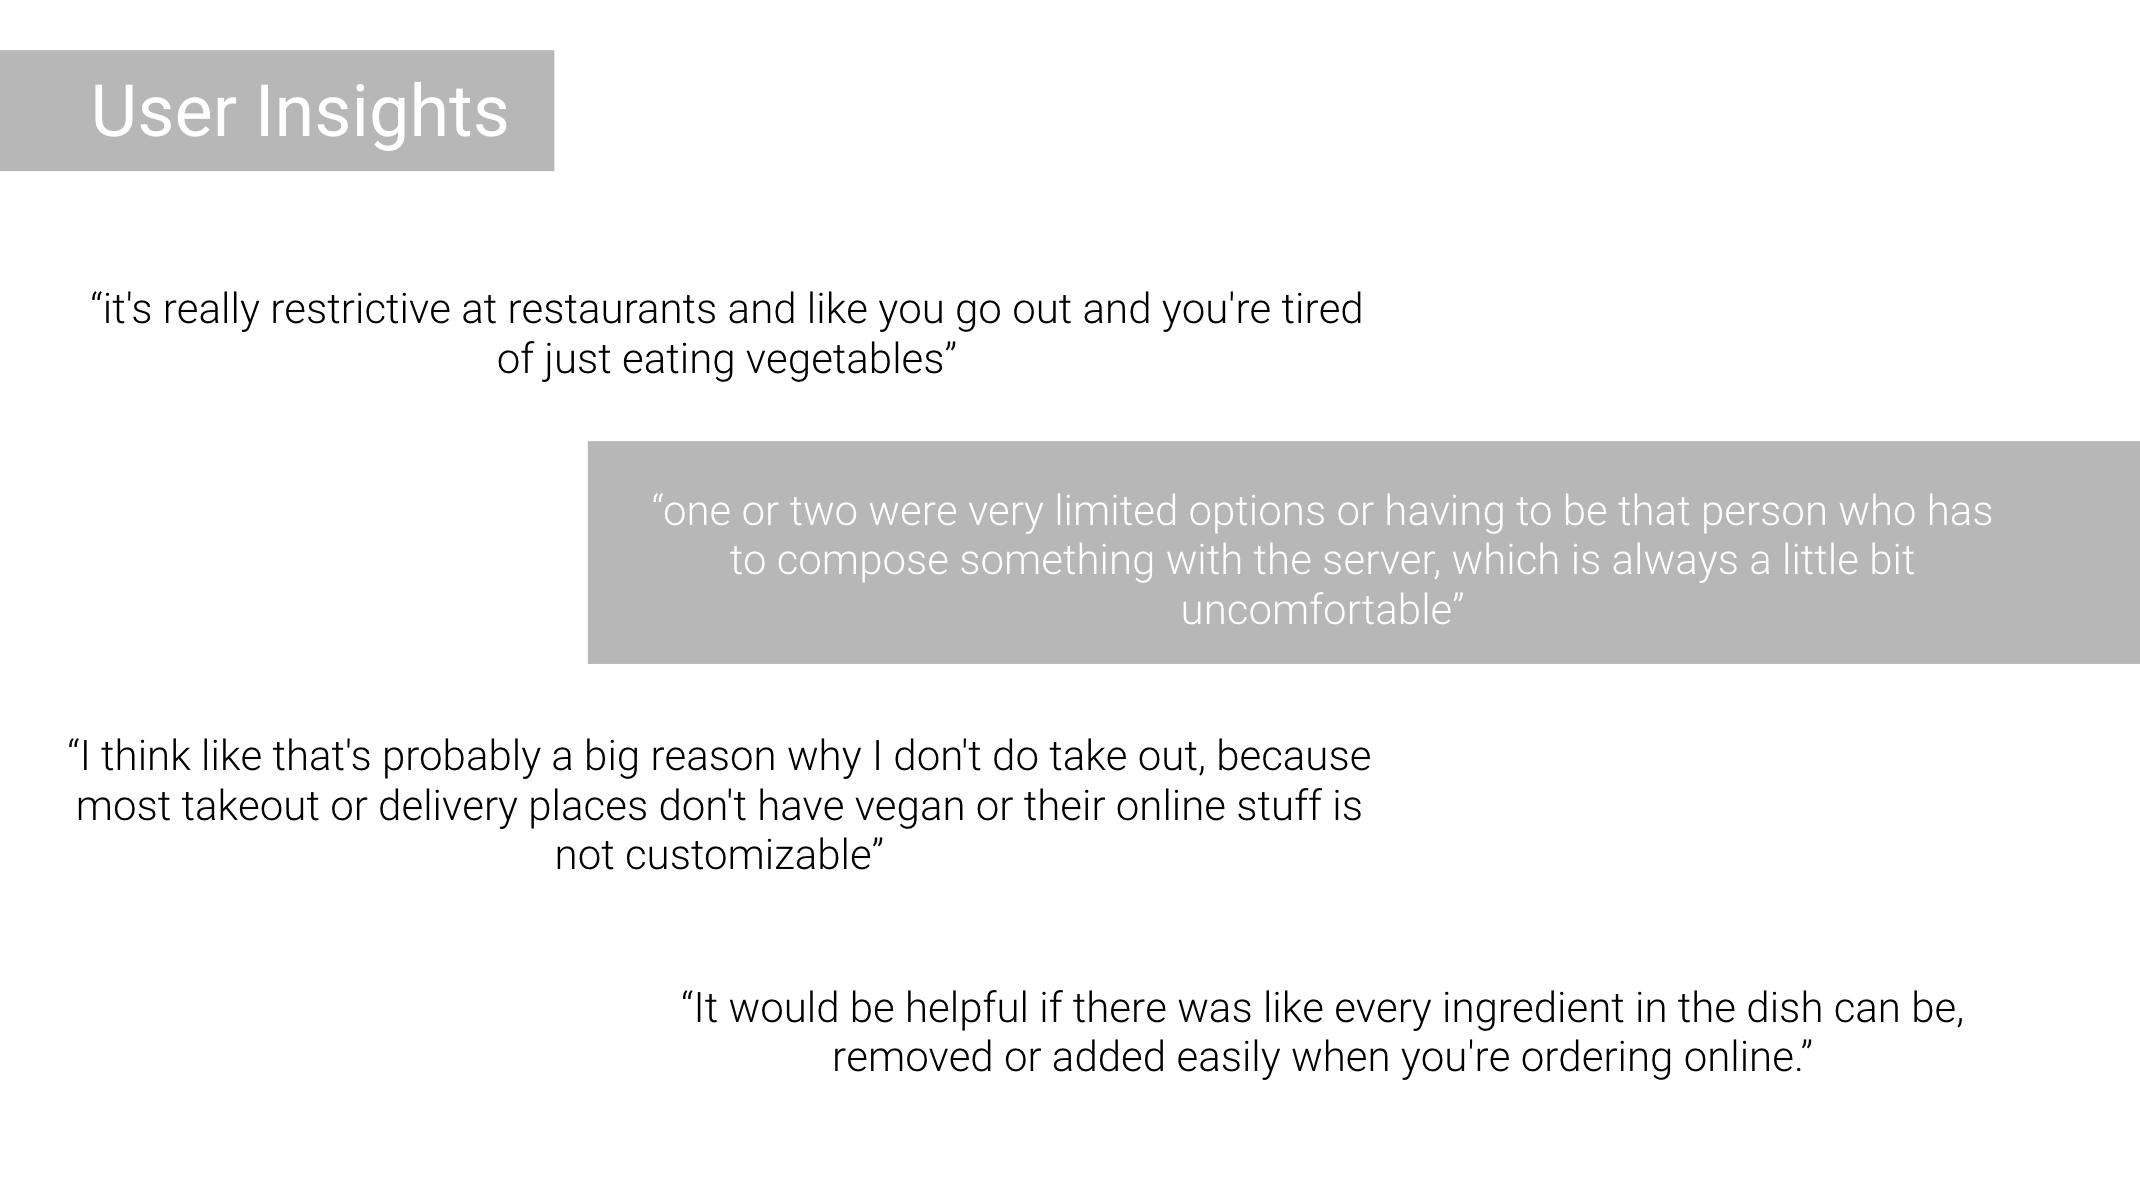 User Insights
“it's really restrictive at restaurants and like you go out and you're tired
of just eating vegetables”
“one or two were very limited options or having to be that person who has
to compose something with the server, which is always a little bit
uncomfortable”
“I think like that's probably a big reason why I don't do take out, because
most takeout or delivery places don't have vegan or their online stuff is
not customizable”
“It would be helpful if there was like every ingredient in the dish can be,
removed or added easily when you're ordering online.”